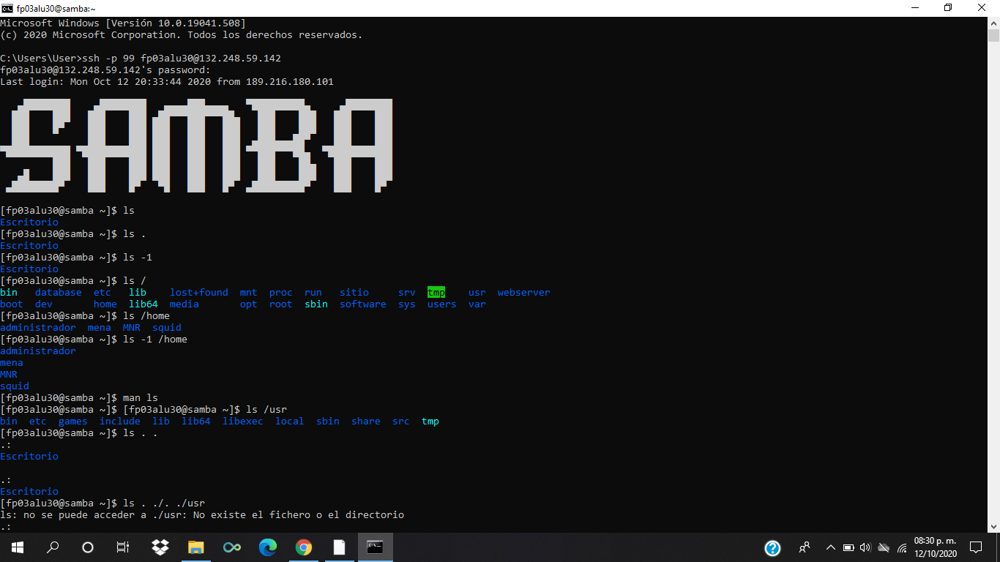 fp03alu30@samba:~
Microsoft Windows [Versión 10.0.19041.508]
(c) 2020 Microsoft Corporation. Todos los derechos reservados.
C:\Users\User>ssh -p 99 fp03alu30@132.248.59.142
fp03alu30@132.248.59.142's password:
Last login: Mon Oct 12 20:33:44 2020 from 189.216.180.101
SAMBA
[fp03alu30@samba ~]$ ls
Escritorio
[fp03alu30@samba ~]$ ls .
Escritorio
[fp03alu30@samba ~]$ ls -1
Escritorio
[fp03alu30@samba ~]$ ls /
bin   database  etc   lib    lost+found  mnt  proc  run   sitio     srv  tmp    usr  webserver
boot  dev       home  lib64  media       opt  root  sbin  software  sys  users  var
[fp03alu30@samba ~]$ ls /home
administrador  mena  MNR  squid
[fp03alu30@samba ~]$ ls -1 /home
administrador
mena
MNR
squid
[fp03alu30@samba ~]$ man ls
[fp03alu30@samba ~]$ [fp03alu30@samba ~]$ ls /usr
bin  etc  games  include  lib  lib64  libexec  local  sbin  share  src  tmp
[fp03alu30@samba ~]$ ls . .
.:
Escritorio
.:
Escritorio
[fp03alu30@samba ~]$ ls . ./. ./usr
ls: no se puede acceder a ./usr: No existe el fichero o el directorio
.:
08:30 p. m.
12/10/2020